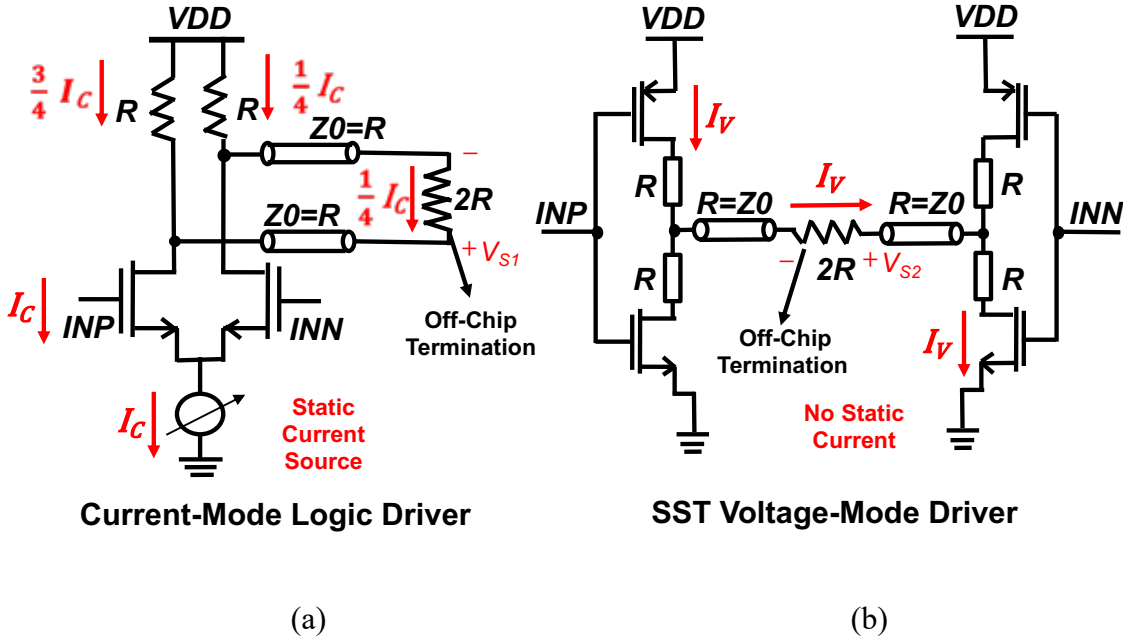 VDD
3/4 I_C
R
R
1/4 I_C
Z0=R
−
1/4 I_C
2R
Z0=R
+ V_S1
I_C
INP
INN
Off-Chip
Termination
I_C
Static
Current
Source
Current-Mode Logic Driver
(a)
VDD
VDD
I_V
R
R
I_V
INP
R=Z0
R=Z0
INN
− 2R + V_S2
R
R
Off-Chip
Termination
I_V
No Static
Current
SST Voltage-Mode Driver
(b)